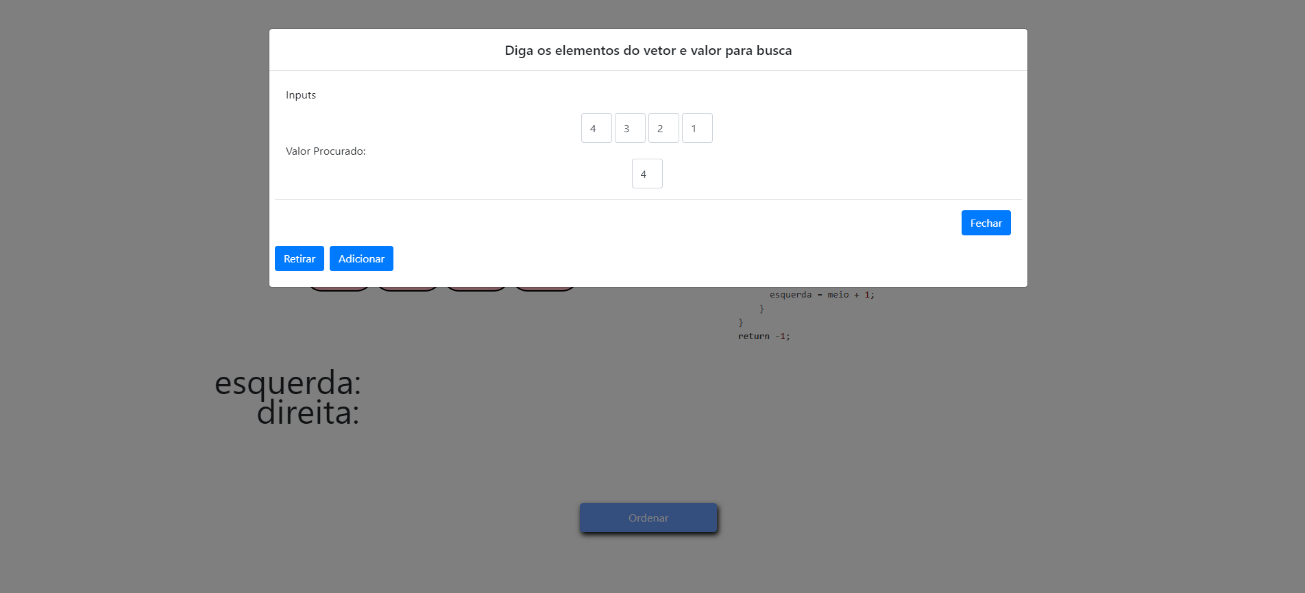 Diga os elementos do vetor e valor para busca
Inputs
4 3 2 1
Valor Procurado:
4
Fechar
Retirar Adicionar
esquerda = meio + 1;
}
}
return -1;
esquerda:
direita:
Ordenar